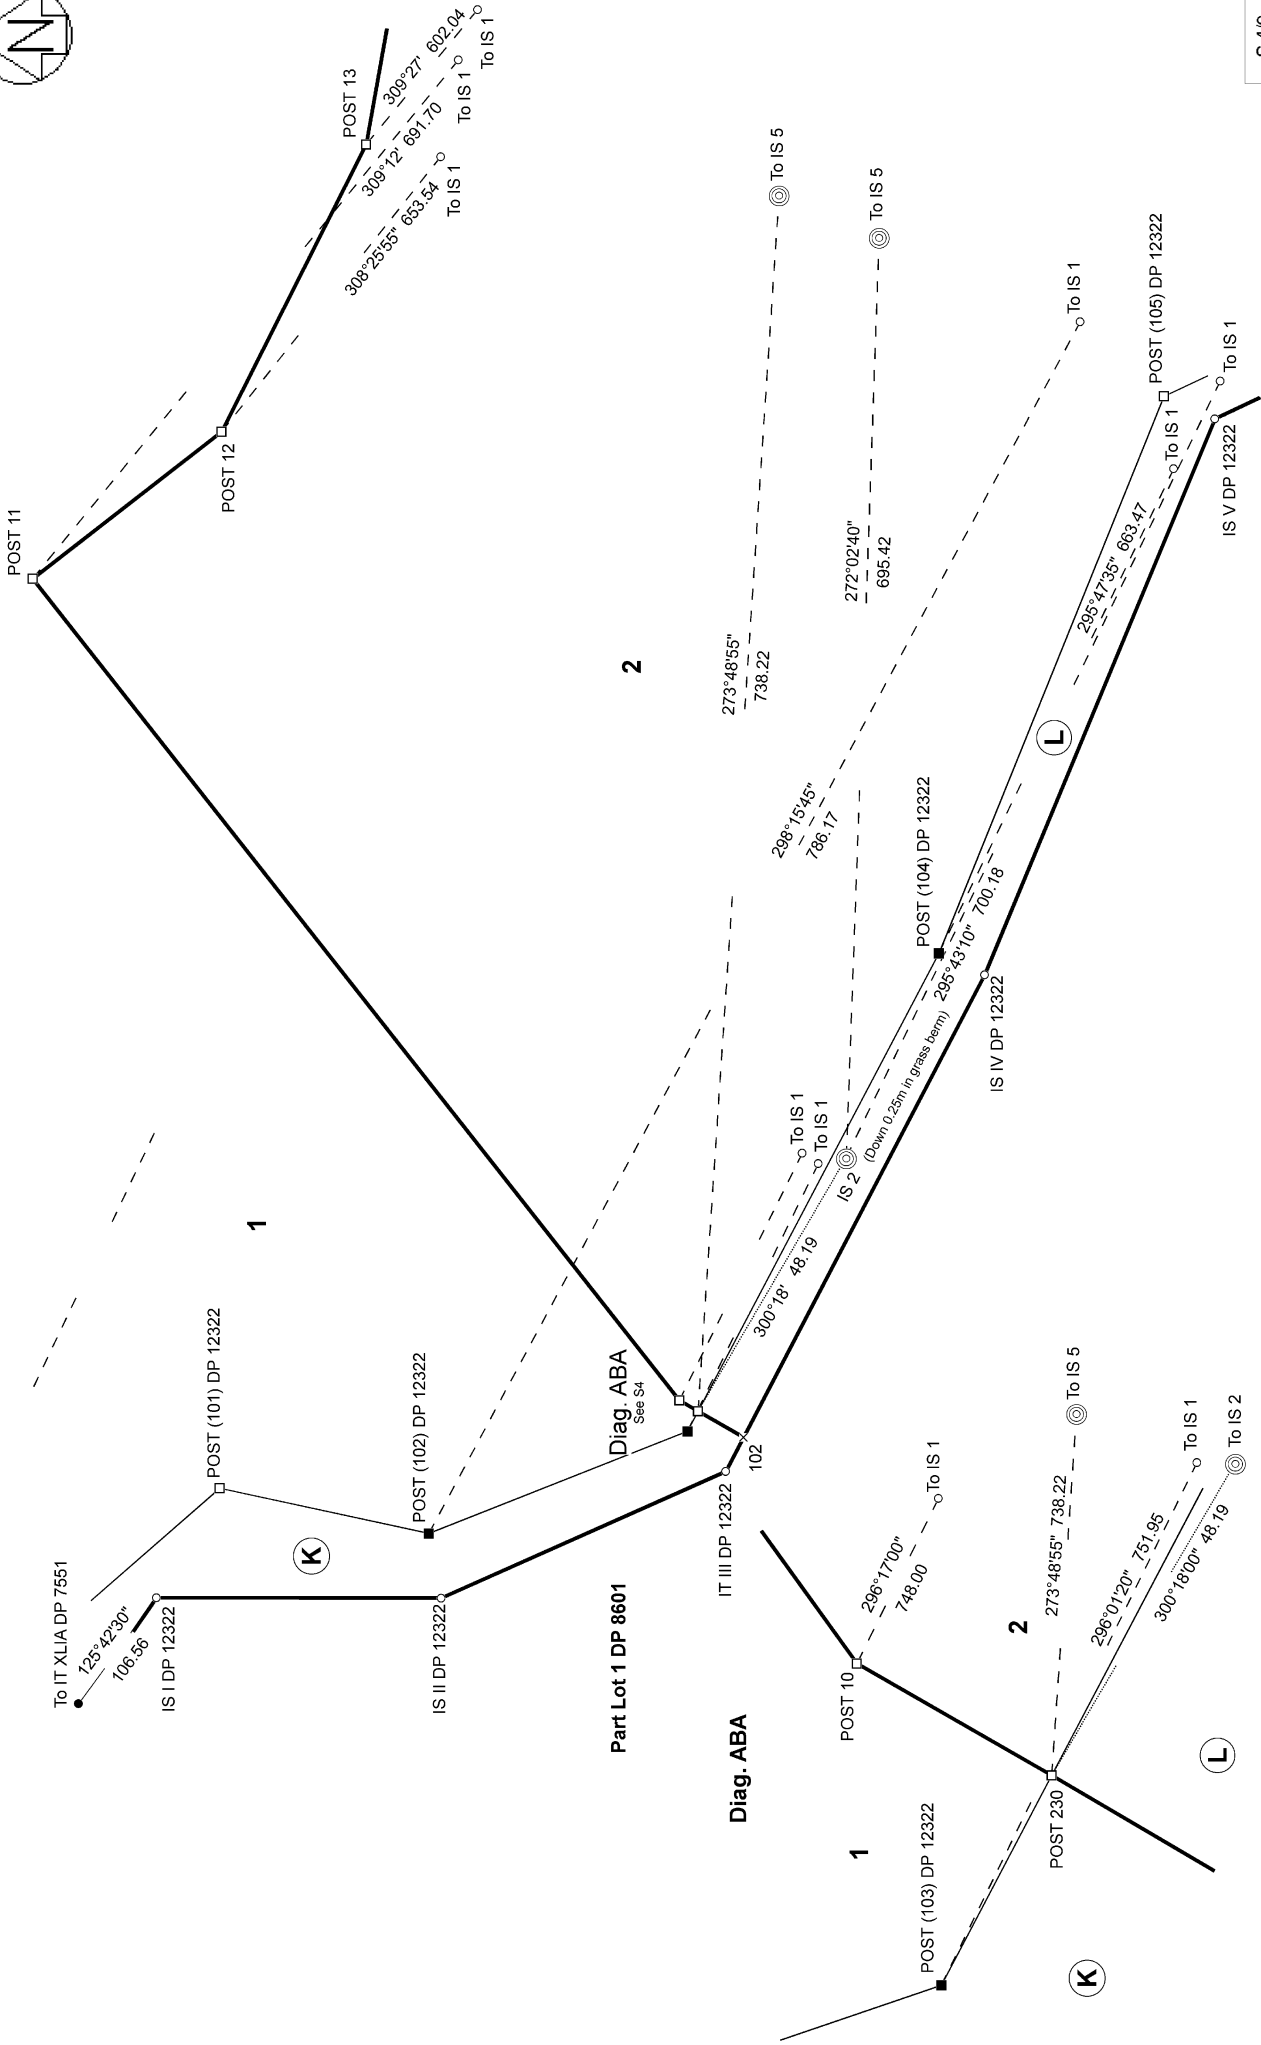 N
POST 13
309°27' 602.04
To IS 1
309°12' 691.70
To IS 1
308°25'55" 653.54
To IS 1
POST 11
POST 12
To IS 5
273°48'55"
738.22
To IS 5
272°02'40"
695.42
To IS 1
298°15'45"
786.17
2
POST (105) DP 12322
To IS 1
To IS 1
295°47'35" 663.47
IS V DP 12322
L
POST (104) DP 12322
295°43'10" 700.18
IS IV DP 12322
(Down 0.25m in grass berm)
IS 2
To IS 1
To IS 1
300°18' 48.19
1
POST (101) DP 12322
POST (102) DP 12322
Diag. ABA
See S4
102
IT III DP 12322
K
To IT XLIA DP 7551
125°42'30"
106.56
IS I DP 12322
IS II DP 12322
Part Lot 1 DP 8601
Diag. ABA
POST 10
296°17'00"
748.00
To IS 1
2
273°48'55" 738.22
To IS 5
296°01'20" 751.95
To IS 1
300°18'00" 48.19
To IS 2
POST 230
L
1
POST (103) DP 12322
K